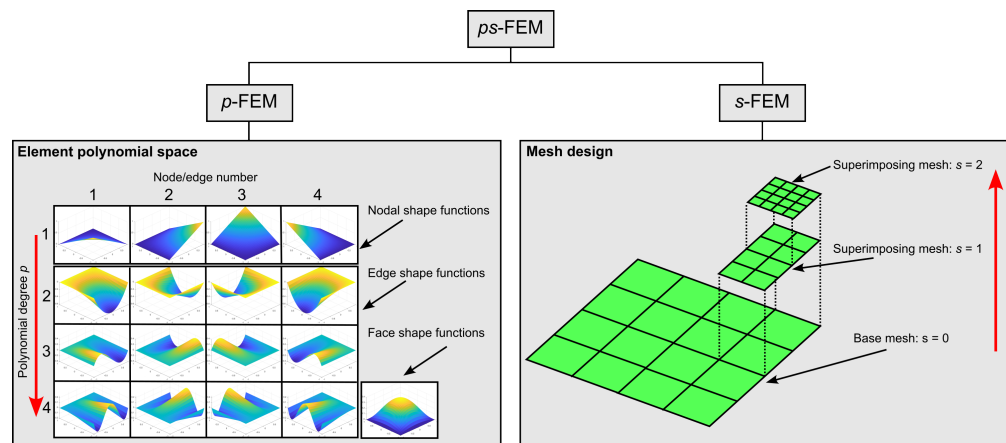 ps-FEM
p-FEM
s-FEM
Element polynomial space
Node/edge number
1 2 3 4
Polynomial degree p
1
2
3
4
Nodal shape functions
Edge shape functions
Face shape functions
Mesh design
Superimposing mesh: s = 2
Superimposing mesh: s = 1
Base mesh: s = 0